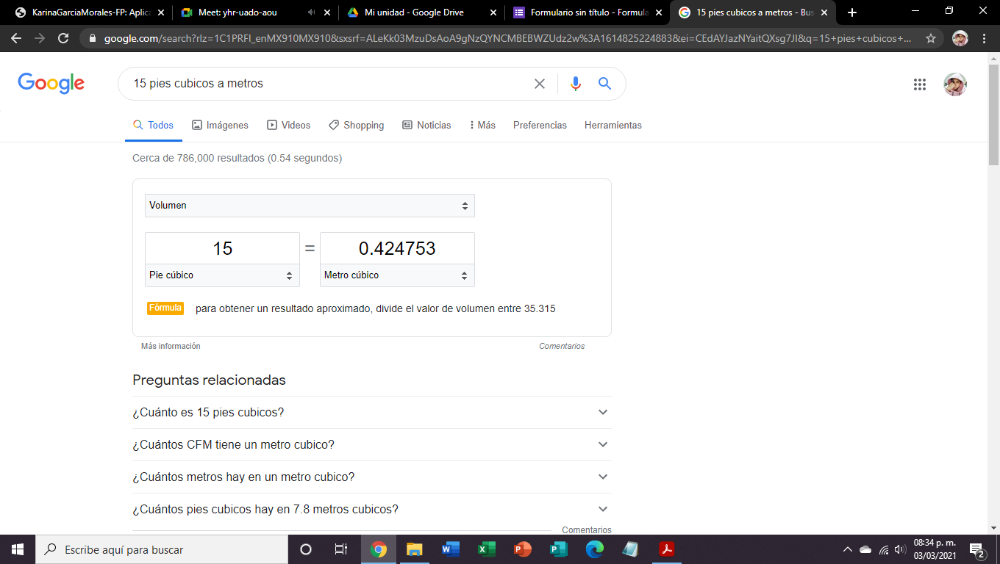 KarinaGarciaMorales-FP: Aplica
Meet: yhr-uado-aou
Mi unidad - Google Drive
Formulario sin título - Formula
15 pies cubicos a metros - Bus
google.com/search?rlz=1C1PRFI_enMX910MX910&sxsrf=ALeKk03MzuDsAoA9gNzQYNCMBEBWZUdz2w%3A1614825224883&ei=CEdAYJazNYaitQXsg7JI&q=15+pies+cubicos+...
Google
15 pies cubicos a metros
Todos
Imágenes
Videos
Shopping
Noticias
Más
Preferencias
Herramientas
Cerca de 786,000 resultados (0.54 segundos)
Volumen
15 = 0.424753
Pie cúbico
Metro cúbico
Fórmula para obtener un resultado aproximado, divide el valor de volumen entre 35.315
Más información
Comentarios
Preguntas relacionadas
¿Cuánto es 15 pies cubicos?
¿Cuántos CFM tiene un metro cubico?
¿Cuántos metros hay en un metro cubico?
¿Cuántos pies cubicos hay en 7.8 metros cubicos?
Comentarios
Escribe aquí para buscar
08:34 p. m.
03/03/2021
2